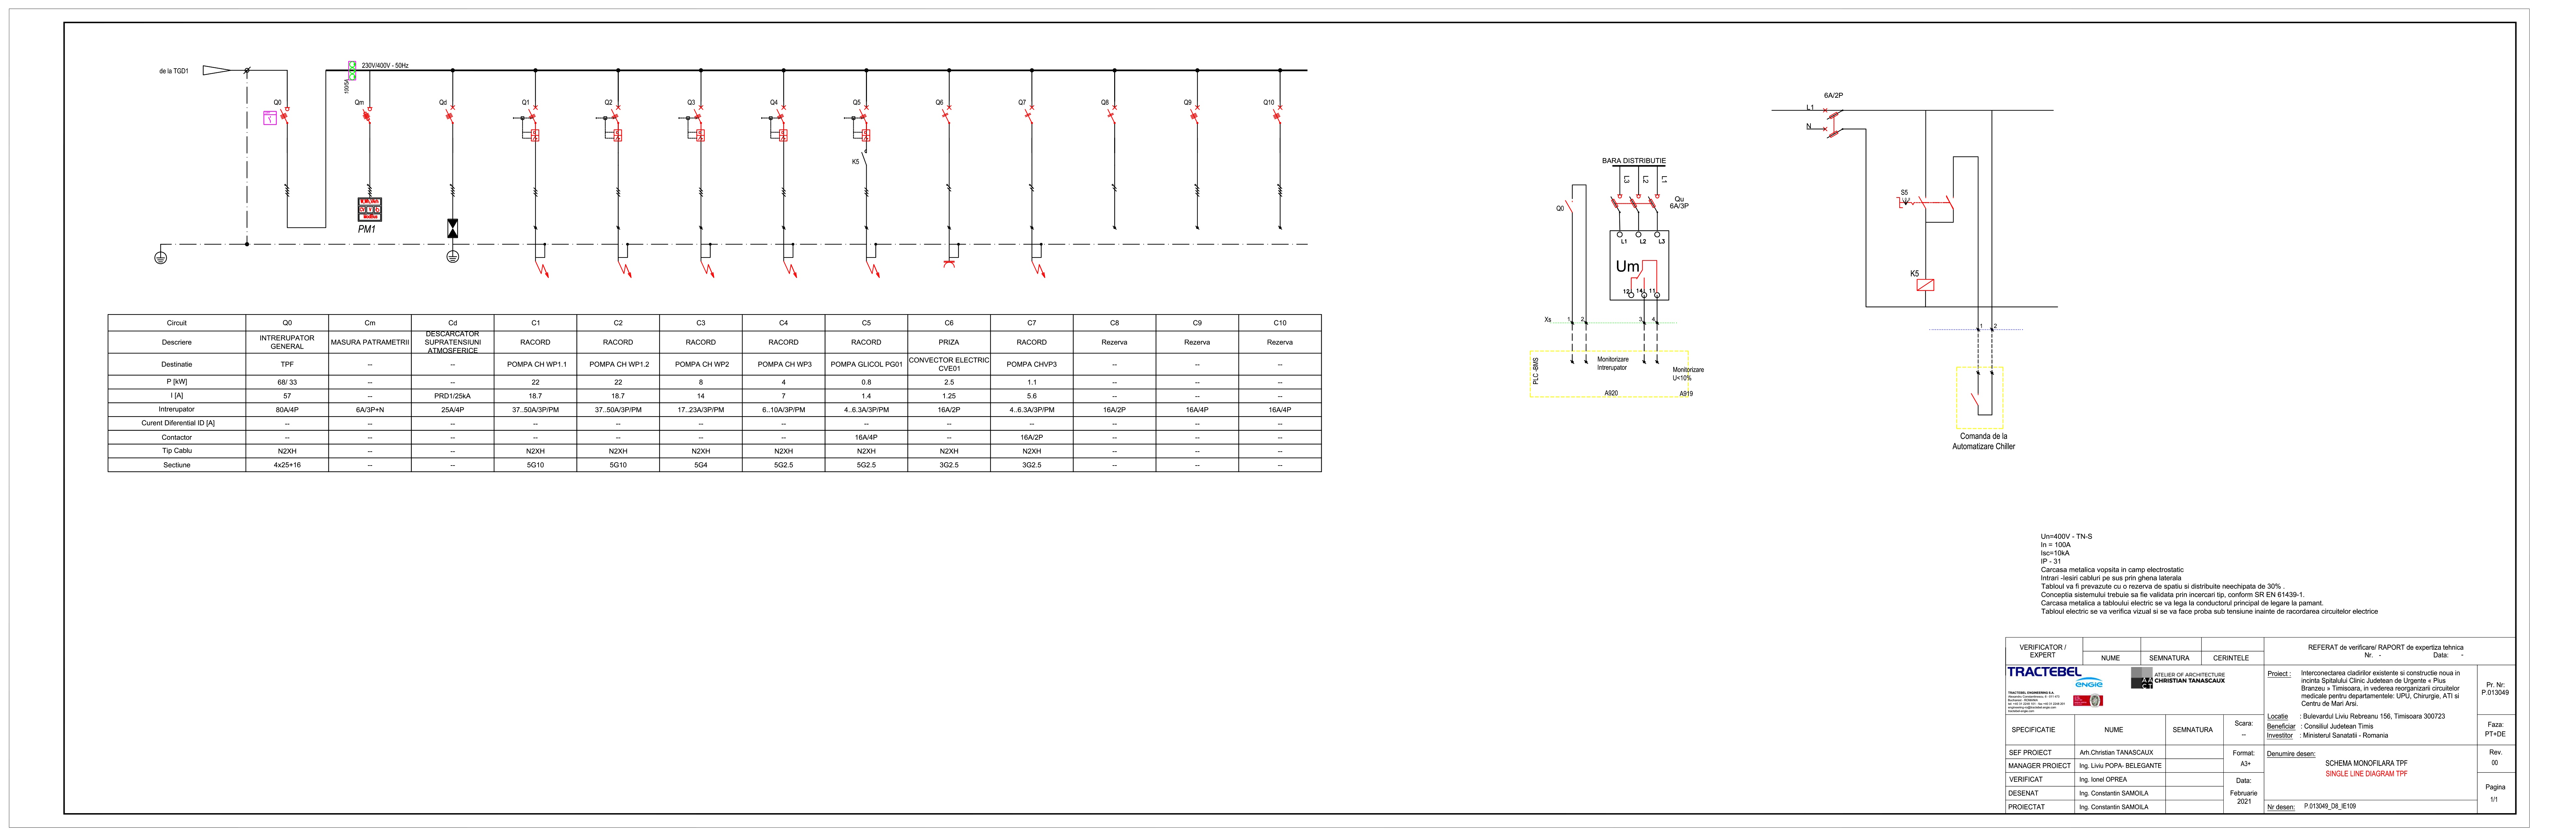 de la TGD1
100/5A
230V/400V - 50Hz
Q0
Qm
Qd
Q1
Q2
Q3
Q4
Q5
Q6
Q7
Q8
Q9
Q10
K5
PM1
Circuit Q0 Cm Cd C1 C2 C3 C4 C5 C6 C7 C8 C9 C10
Descriere INTRERUPATOR GENERAL MASURA PATRAMETRII DESCARCATOR SUPRATENSIUNI ATMOSFERICE RACORD RACORD RACORD RACORD RACORD PRIZA RACORD Rezerva Rezerva Rezerva
Destinatie TPF -- -- POMPA CH WP1.1 POMPA CH WP1.2 POMPA CH WP2 POMPA CH WP3 POMPA GLICOL PG01 CONVECTOR ELECTRIC CVE01 POMPA CHVP3 -- -- --
P [kW] 68/ 33 -- -- 22 22 8 4 0.8 2.5 1.1 -- -- --
I [A] 57 -- PRD1/25kA 18.7 18.7 14 7 1.4 1.25 5.6 -- -- --
Intrerupator 80A/4P 6A/3P+N 25A/4P 37..50A/3P/PM 37..50A/3P/PM 17..23A/3P/PM 6..10A/3P/PM 4..6.3A/3P/PM 16A/2P 4..6.3A/3P/PM 16A/2P 16A/4P 16A/4P
Curent Diferential ID [A] -- -- -- -- -- -- -- -- -- -- -- -- --
Contactor -- -- -- -- -- -- -- 16A/4P -- 16A/2P -- -- --
Tip Cablu N2XH -- -- N2XH N2XH N2XH N2XH N2XH N2XH N2XH -- -- --
Sectiune 4x25+16 -- -- 5G10 5G10 5G4 5G2.5 5G2.5 3G2.5 3G2.5 -- -- --
BARA DISTRIBUTIE
L3
L2
L1
Qu
6A/3P
Q0
L1 L2 L3
Um
12 14 11
Xs 1 2 3 4
PLC -BMS
Monitorizare
Intrerupator
Monitorizare
U<10%
A920
A919
6A/2P
L1
N
S5
K5
1 2
Comanda de la
Automatizare Chiller
Un=400V - TN-S
In = 100A
Isc=10kA
IP - 31
Carcasa metalica vopsita in camp electrostatic
Intrari -Iesiri cabluri pe sus prin ghena laterala
Tabloul va fi prevazute cu o rezerva de spatiu si distribuite neechipata de 30% .
Conceptia sistemului trebuie sa fie validata prin incercari tip, conform SR EN 61439-1.
Carcasa metalica a tabloului electric se va lega la conductorul principal de legare la pamant.
Tabloul electric se va verifica vizual si se va face proba sub tensiune inainte de racordarea circuitelor electrice
VERIFICATOR /
EXPERT
NUME SEMNATURA CERINTELE
REFERAT de verificare/ RAPORT de expertiza tehnica
Nr. - Data: -
TRACTEBEL
ENGIE
ATELIER OF ARCHITECTURE
CHRISTIAN TANASCAUX
TRACTEBEL ENGINEERING S.A.
Proiect : Interconectarea cladirilor existente si constructie noua in
incinta Spitalului Clinic Judetean de Urgente « Pius
Branzeu » Timisoara, in vederea reorganizarii circuitelor
medicale pentru departamentele: UPU, Chirurgie, ATI si
Centru de Mari Arsi.
Pr. Nr:
P.013049
Locatie : Bulevardul Liviu Rebreanu 156, Timisoara 300723
Beneficiar : Consiliul Judetean Timis
Investitor : Ministerul Sanatatii - Romania
Faza:
PT+DE
SPECIFICATIE NUME SEMNATURA
Scara:
--
SEF PROIECT Arh.Christian TANASCAUX
MANAGER PROIECT Ing. Liviu POPA- BELEGANTE
VERIFICAT Ing. Ionel OPREA
DESENAT Ing. Constantin SAMOILA
PROIECTAT Ing. Constantin SAMOILA
Format:
A3+
Data:
Februarie
2021
Denumire desen:
SCHEMA MONOFILARA TPF
SINGLE LINE DIAGRAM TPF
Rev.
00
Pagina
1/1
Nr desen: P.013049_D8_IE109